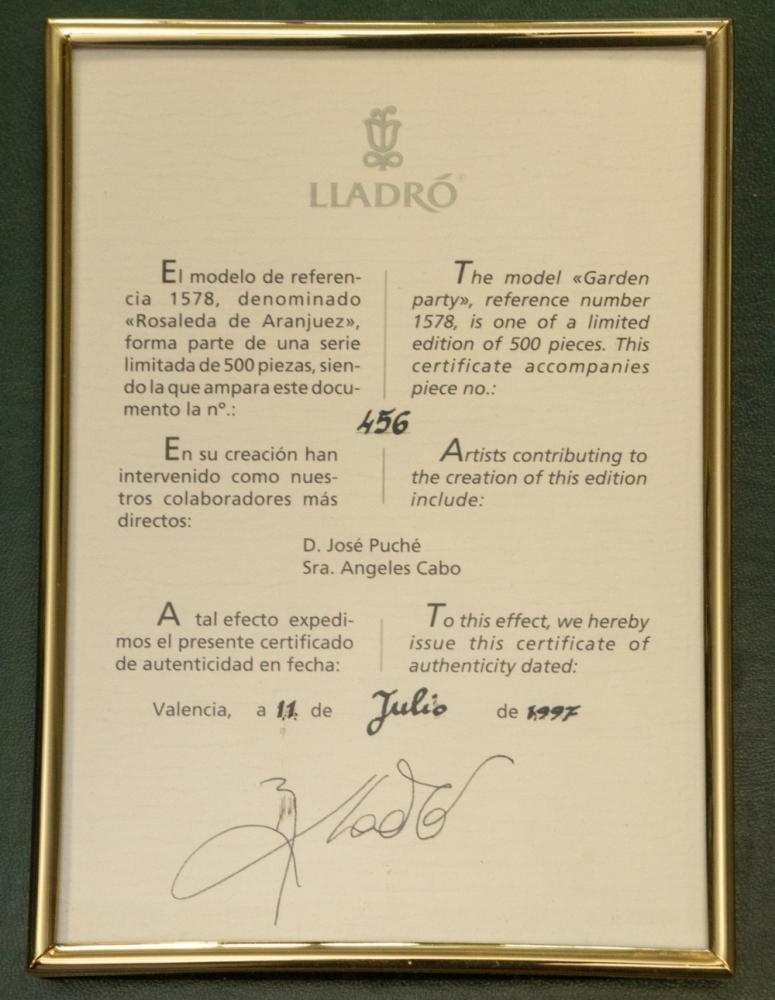 LLADRÓ
El modelo de referen-
cia 1578, denominado
«Rosaleda de Aranjuez»,
forma parte de una serie
limitada de 500 piezas, sien-
do la que ampara este docu-
mento la nº.:
The model «Garden
party», reference number
1578, is one of a limited
edition of 500 pieces. This
certificate accompanies
piece no.:
456
En su creación han
intervenido como nues-
tros colaboradores más
directos:
Artists contributing to
the creation of this edition
include:
D. José Puché
Sra. Angeles Cabo
A tal efecto expedi-
mos el presente certificado
de autenticidad en fecha:
To this effect, we hereby
issue this certificate of
authenticity dated:
Valencia, a 11 de Julio de 1997
Lladró